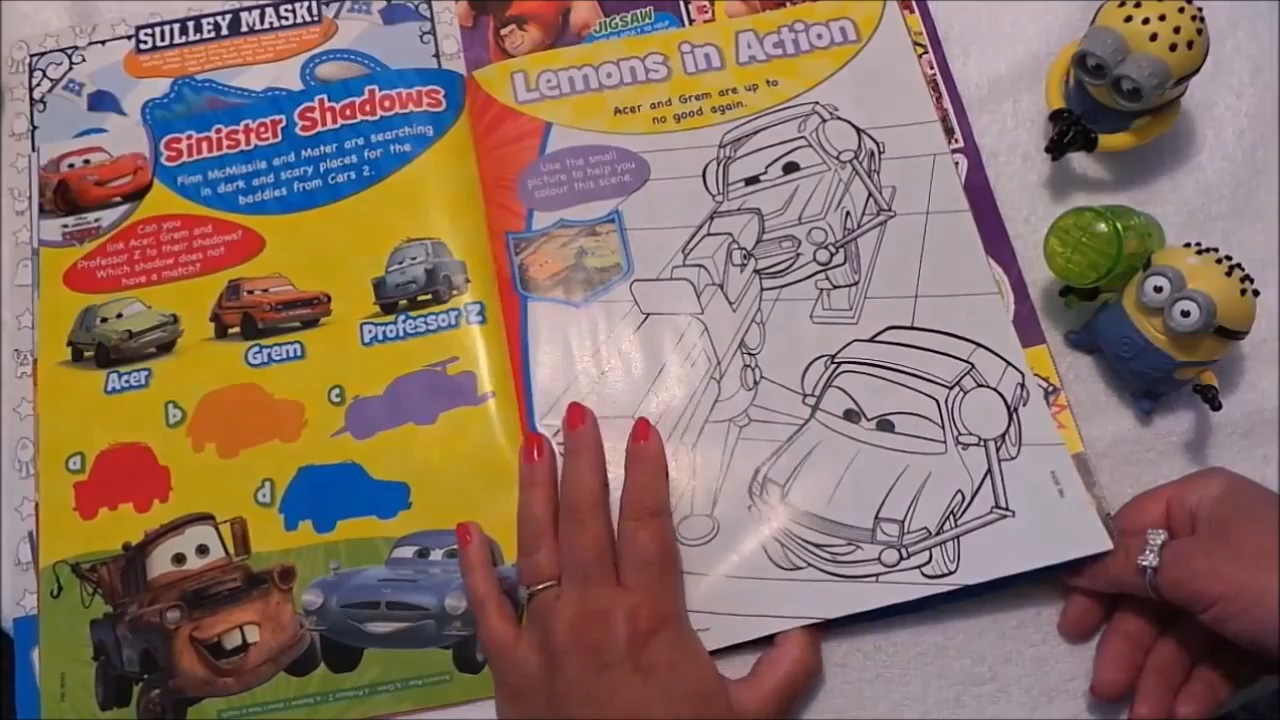 SULLEY MASK!
Sinister Shadows
Finn McMissile and Mater are searching
in dark and scary places for the
baddies from Cars 2.
Can you
link Acer, Grem and
Professor Z to their shadows?
Which shadow does not
have a match?
Acer
Grem
Professor Z
a
b
c
d
JIGSAW
Lemons in Action
Acer and Grem are up to
no good again.
Use the small
picture to help you
colour this scene.